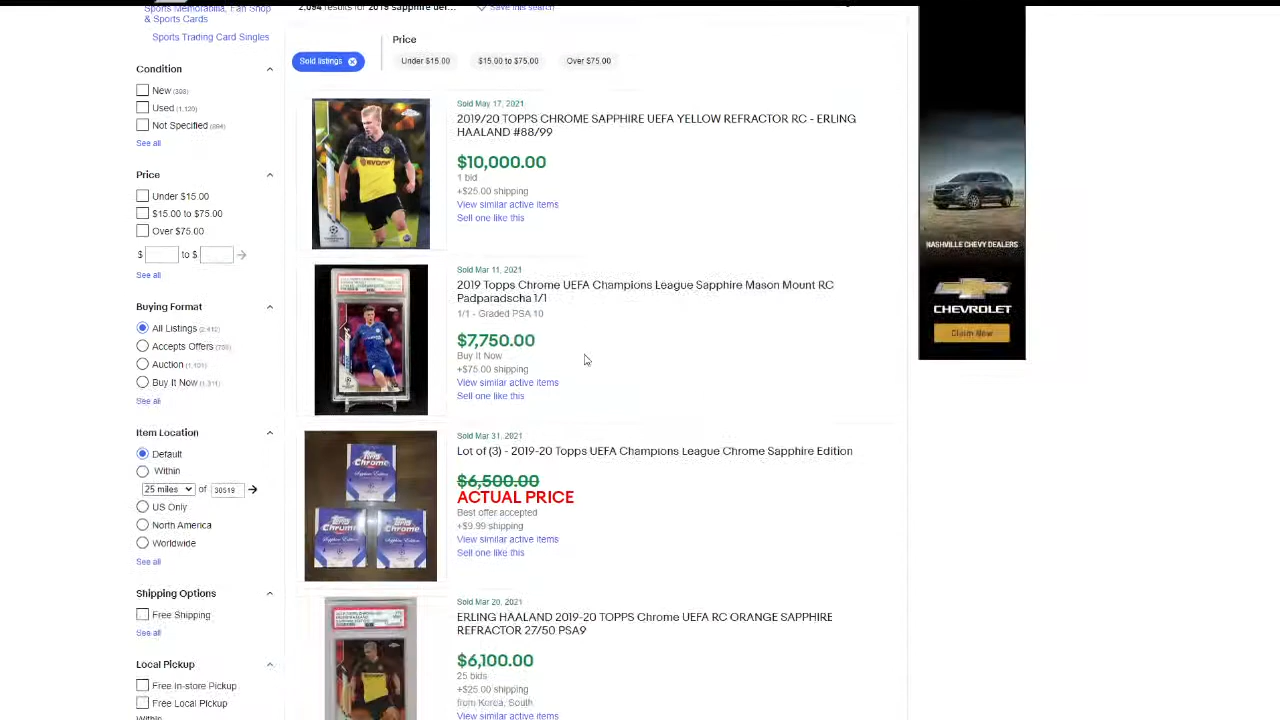 Sports Memorabilia, Fan Shop
& Sports Cards
Sports Trading Card Singles
2,094 results for 2019 sapphire
Save this search
Price
Sold listings
Under $15.00
$15.00 to $75.00
Over $75.00
Condition
New
Used
Not Specified
See all
Price
Under $15.00
$15.00 to $75.00
Over $75.00
$ to $
See all
Buying Format
All Listings
Accepts Offers
Auction
Buy It Now
See all
Item Location
Default
Within
25 miles of 30519
US Only
North America
Worldwide
See all
Shipping Options
Free Shipping
See all
Local Pickup
Free In-store Pickup
Free Local Pickup
Within
Sold May 17, 2021
2019/20 TOPPS CHROME SAPPHIRE UEFA YELLOW REFRACTOR RC - ERLING
HAALAND #88/99
$10,000.00
1 bid
+$25.00 shipping
View similar active items
Sell one like this
Sold Mar 11, 2021
2019 Topps Chrome UEFA Champions League Sapphire Mason Mount RC
Padparadscha 1/1
1/1 - Graded PSA 10
$7,750.00
Buy It Now
+$75.00 shipping
View similar active items
Sell one like this
Sold Mar 31, 2021
Lot of (3) - 2019-20 Topps UEFA Champions League Chrome Sapphire Edition
$6,500.00
ACTUAL PRICE
Best offer accepted
+$9.99 shipping
View similar active items
Sell one like this
Sold Mar 20, 2021
ERLING HAALAND 2019-20 TOPPS Chrome UEFA RC ORANGE SAPPHIRE
REFRACTOR 27/50 PSA9
$6,100.00
25 bids
+$25.00 shipping
from Korea, South
View similar active items
NASHVILLE CHEVY DEALERS
CHEVROLET
Claim Now